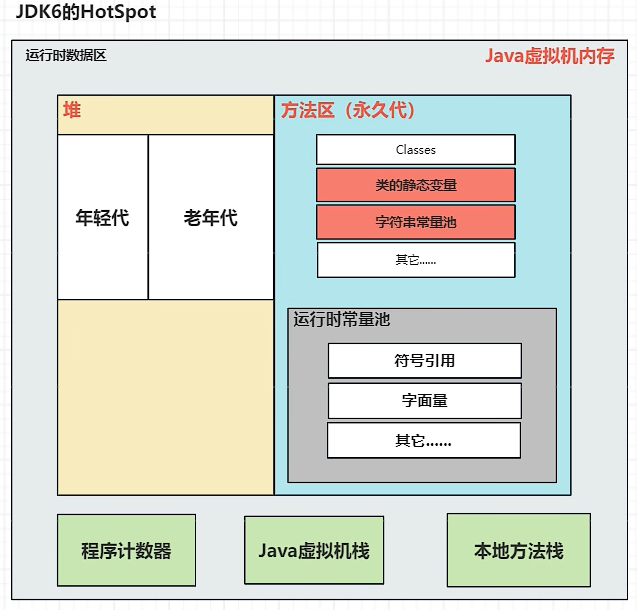 JDK6的HotSpot
运行时数据区
Java虚拟机内存
堆
方法区（永久代）
Classes
类的静态变量
字符串常量池
其它......
年轻代
老年代
运行时常量池
符号引用
字面量
其它......
程序计数器
Java虚拟机栈
本地方法栈